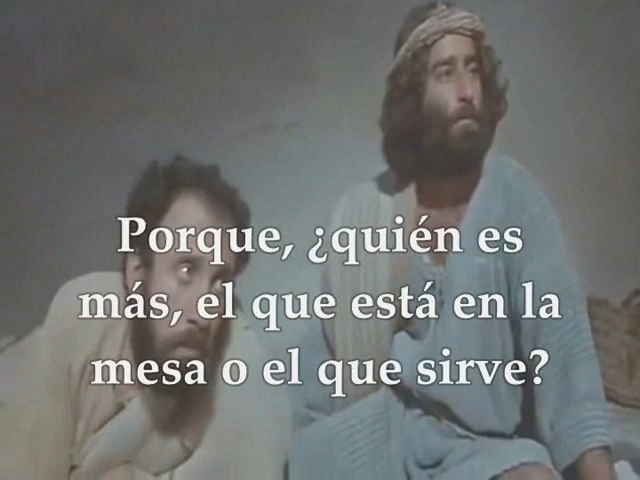 Porque, ¿quién es
más, el que está en la
mesa o el que sirve?